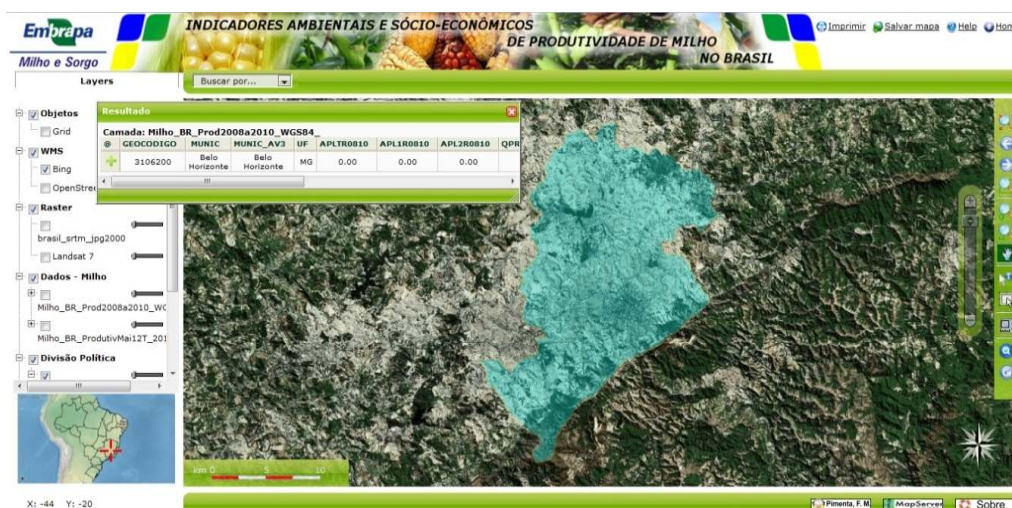 Embrapa
Milho e Sorgo
INDICADORES AMBIENTAIS E SÓCIO-ECONÔMICOS
DE PRODUTIVIDADE DE MILHO
NO BRASIL
Imprimir Salvar mapa Help Hom
Layers
Buscar por...
Objetos
Grid
WMS
Bing
OpenStree
Raster
brasil_srtm_jpg2000
Landsat 7
Dados - Milho
Milho_BR_Prod2008a2010_WG
Milho_BR_ProdutivMai12T_201
Divisão Política
Resultado
Camada: Milho_BR_Prod2008a2010_WGS84_
@ GEOCODIGO MUNIC MUNIC_AV3 UF APLTR0810 APL1R0810 APL2R0810 QPR
3106200 Belo Horizonte Belo Horizonte MG 0.00 0.00 0.00
km 0 5 10
X: -44 Y: -20
Pimenta, F. M. MapServer Sobre